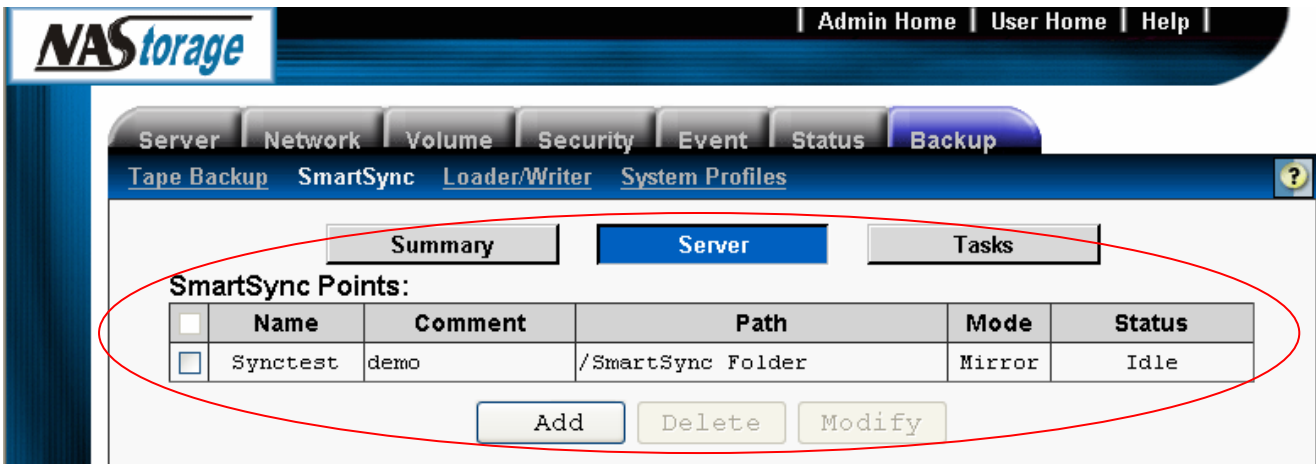 | Admin Home | User Home | Help |
NAStorage
Server Network Volume Security Event Status Backup
Tape Backup SmartSync Loader/Writer System Profiles ?
Summary Server Tasks
SmartSync Points:
Name Comment Path Mode Status
Synctest demo /SmartSync Folder Mirror Idle
Add Delete Modify